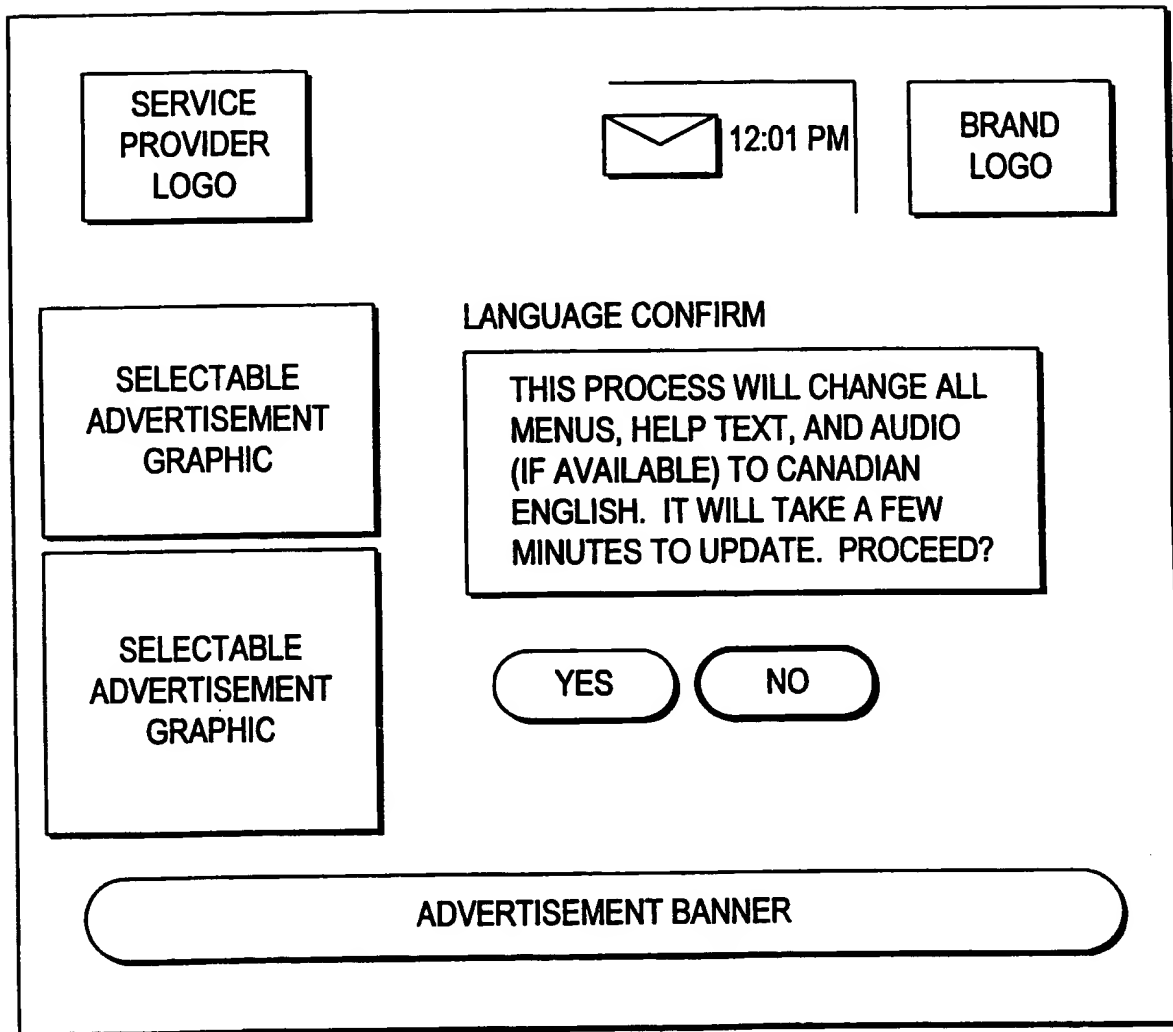 SERVICE
PROVIDER
LOGO
12:01 PM
BRAND
LOGO
SELECTABLE
ADVERTISEMENT
GRAPHIC
LANGUAGE CONFIRM
THIS PROCESS WILL CHANGE ALL
MENUS, HELP TEXT, AND AUDIO
(IF AVAILABLE) TO CANADIAN
ENGLISH. IT WILL TAKE A FEW
MINUTES TO UPDATE. PROCEED?
SELECTABLE
ADVERTISEMENT
GRAPHIC
YES
NO
ADVERTISEMENT BANNER